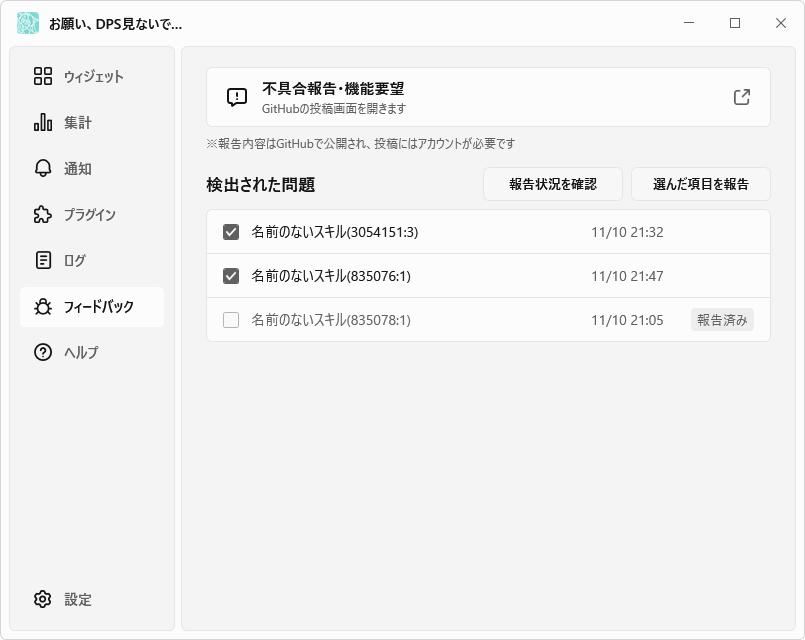 お願い、DPS見ないで...
ウィジェット
集計
通知
プラグイン
ログ
フィードバック
ヘルプ
設定
不具合報告・機能要望
GitHubの投稿画面を開きます
※報告内容はGitHubで公開され、投稿にはアカウントが必要です
検出された問題
報告状況を確認
選んだ項目を報告
名前のないスキル(3054151:3) 11/10 21:32
名前のないスキル(835076:1) 11/10 21:47
名前のないスキル(835078:1) 11/10 21:05 報告済み